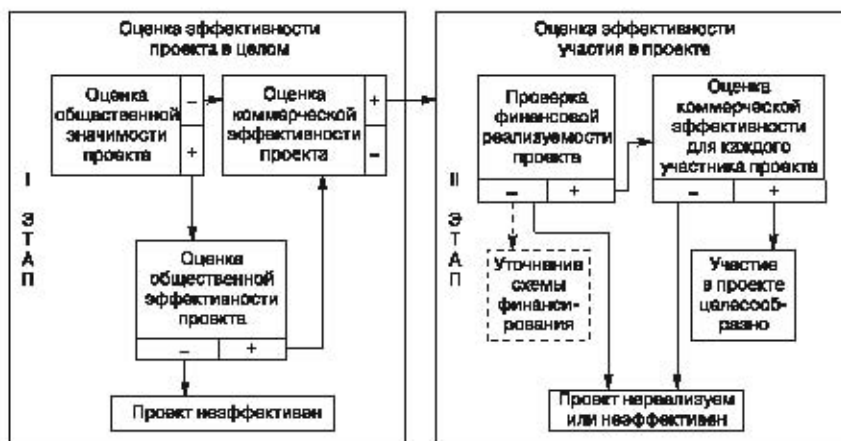 Оценка эффективности
проекта в целом
Оценка
общественной
значимости
проекта
–
+
Оценка
коммерческой
эффективности
проекта
+
–
I
ЭТАП
Оценка
общественной
эффективности
проекта
– +
Проект неэффективен
Оценка эффективности
участия в проекте
Проверка
финансовой
реализуемости
проекта
– +
Оценка
коммерческой
эффективности
для каждого
участника проекта
– +
II
ЭТАП
Уточнение
схемы
финанси-
рования
Участие
в проекте
целесооб-
разно
Проект нереализуем
или неэффективен